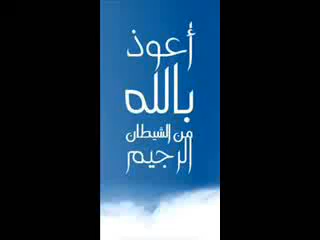 أعوذ
بالله
من الشيطان
الرجيم